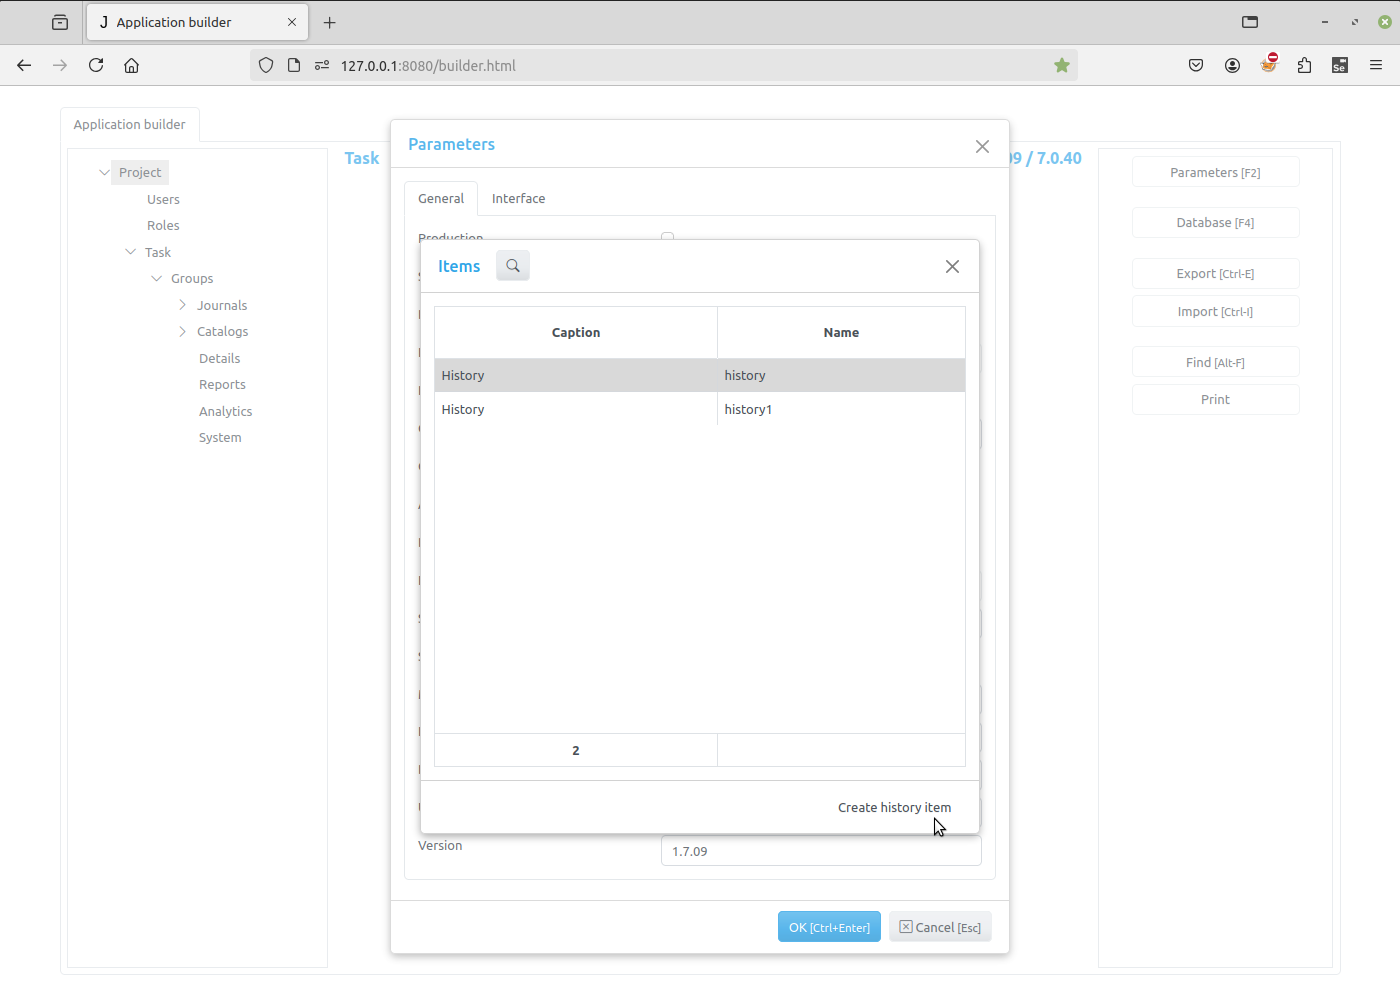 J Application builder
127.0.0.1:8080/builder.html
Application builder
Project
Users
Roles
Task
Groups
Journals
Catalogs
Details
Reports
Analytics
System
Task
09 / 7.0.40
Parameters
General
Interface
Production
Items
Caption
Name
History
history
History
history1
2
Create history item
Version
1.7.09
OK [Ctrl+Enter]
Cancel [Esc]
Parameters [F2]
Database [F4]
Export [Ctrl-E]
Import [Ctrl-I]
Find [Alt-F]
Print
Se